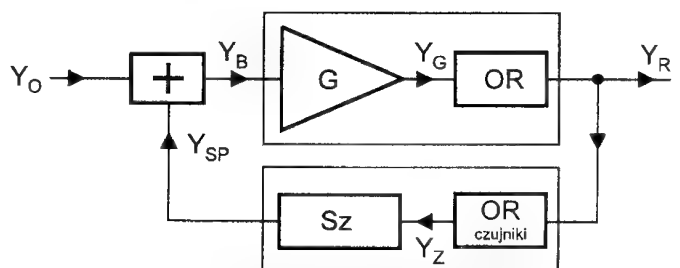 Y_O
+
Y_B
G
Y_G
OR
Y_R
Y_SP
Sz
Y_Z
OR
czujniki